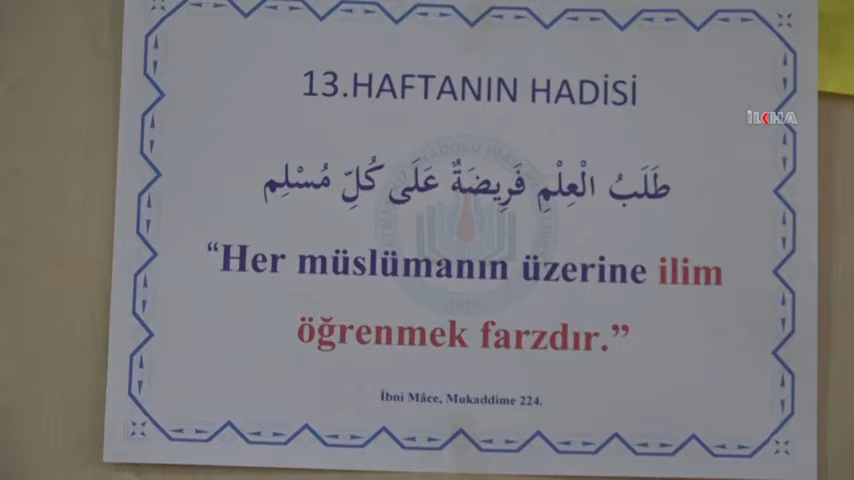 13.HAFTANIN HADİSİ
İLKHA
طَلَبُ الْعِلْمِ فَرِيضَةٌ عَلَى كُلِّ مُسْلِمٍ
“Her müslümanın üzerine ilim
öğrenmek farzdır.”
İbni Mâce, Mukaddime 224.